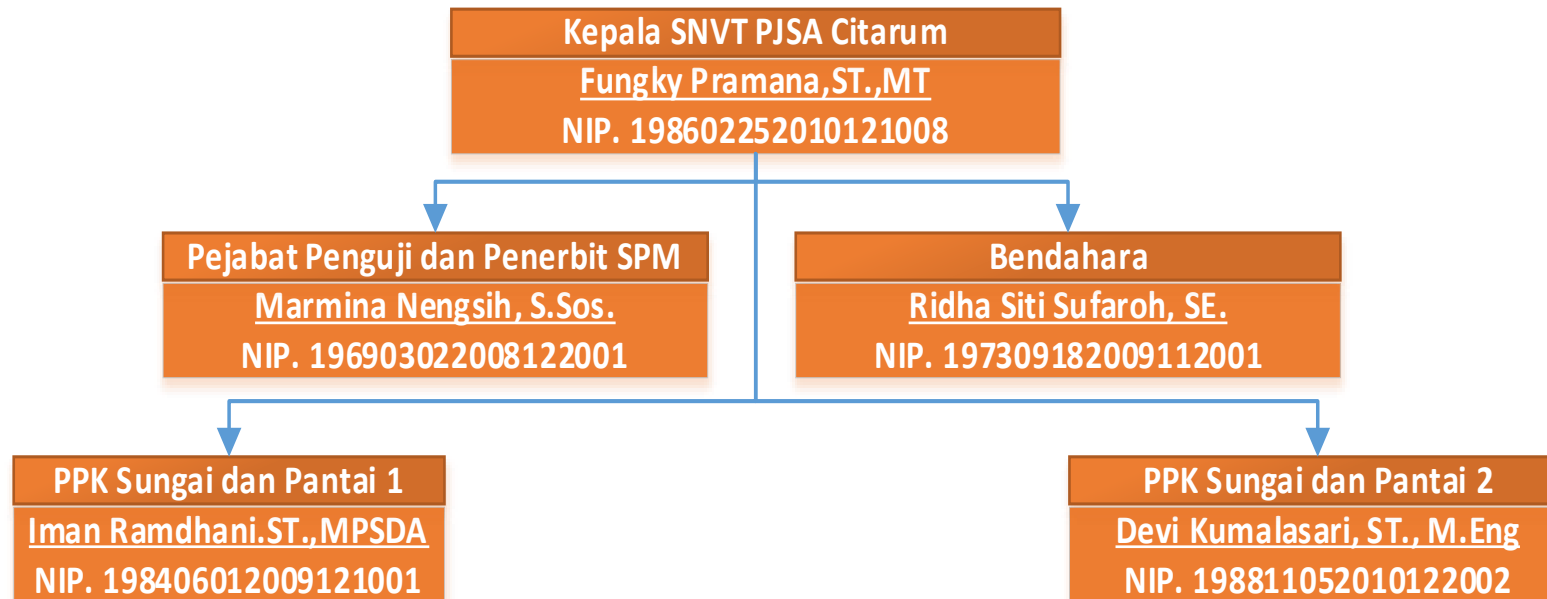 Kepala SNVT PJSA Citarum
Fungky Pramana,ST.,MT
NIP. 198602252010121008
Pejabat Penguji dan Penerbit SPM
Marmina Nengsih, S.Sos.
NIP. 196903022008122001
Bendahara
Ridha Siti Sufaroh, SE.
NIP. 197309182009112001
PPK Sungai dan Pantai 1
Iman Ramdhani.ST.,MPSDA
NIP. 198406012009121001
PPK Sungai dan Pantai 2
Devi Kumalasari, ST., M.Eng
NIP. 198811052010122002